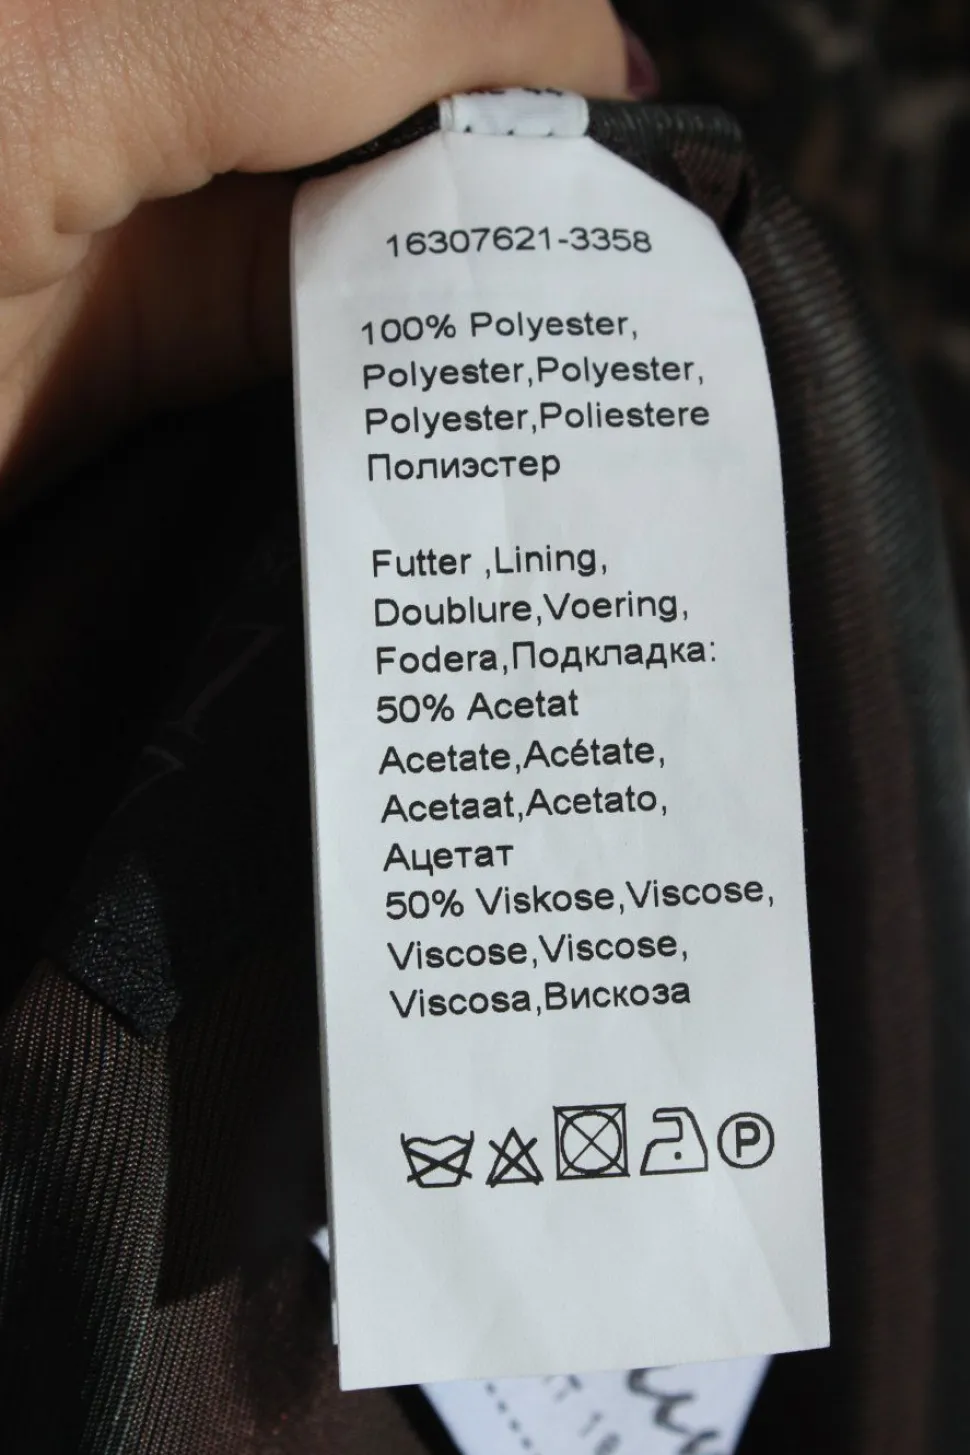 16307621-3358
100% Polyester,
Polyester,Polyester,
Polyester,Poliestere
Полиэстер
Futter ,Lining,
Doublure,Voering,
Fodera,Подкладка:
50% Acetat
Acetate,Acétate,
Acetaat,Acetato,
Ацетат
50% Viskose,Viscose,
Viscose,Viscose,
Viscosa,Вискоза
P